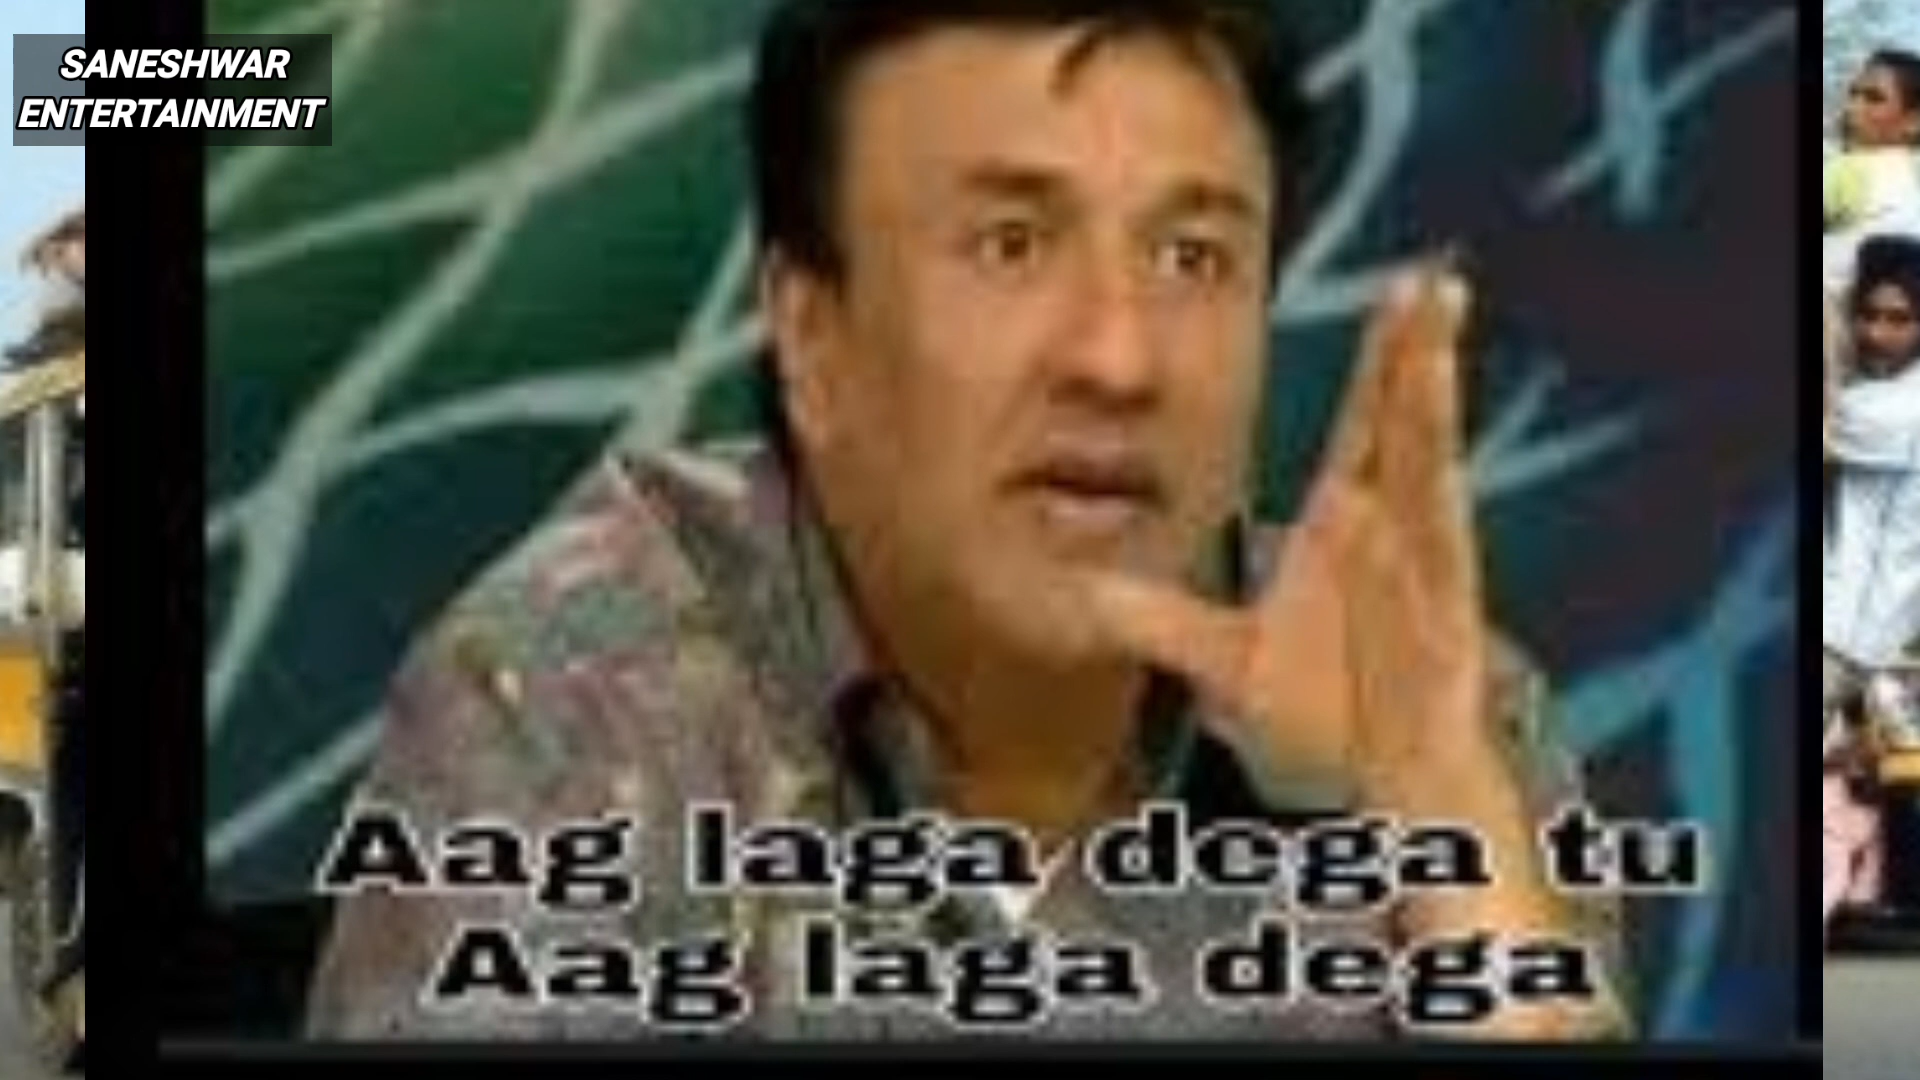 SANESHWAR
ENTERTAINMENT
Aag laga dega tu
Aag laga dega